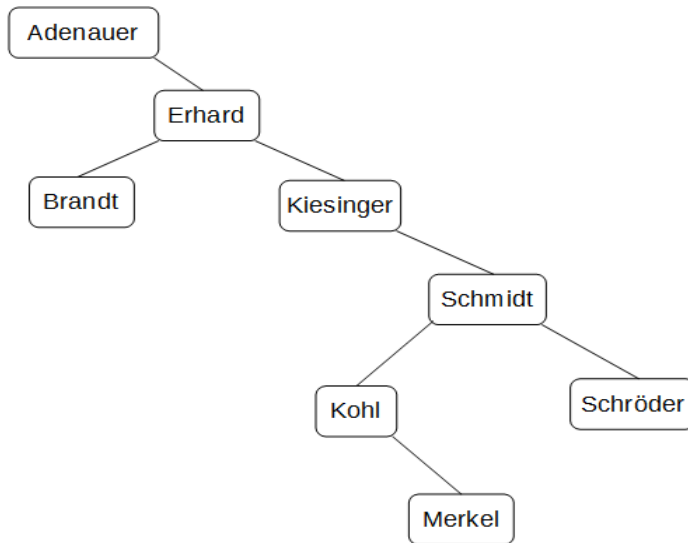 Adenauer
Erhard
Brandt
Kiesinger
Schmidt
Kohl
Schröder
Merkel